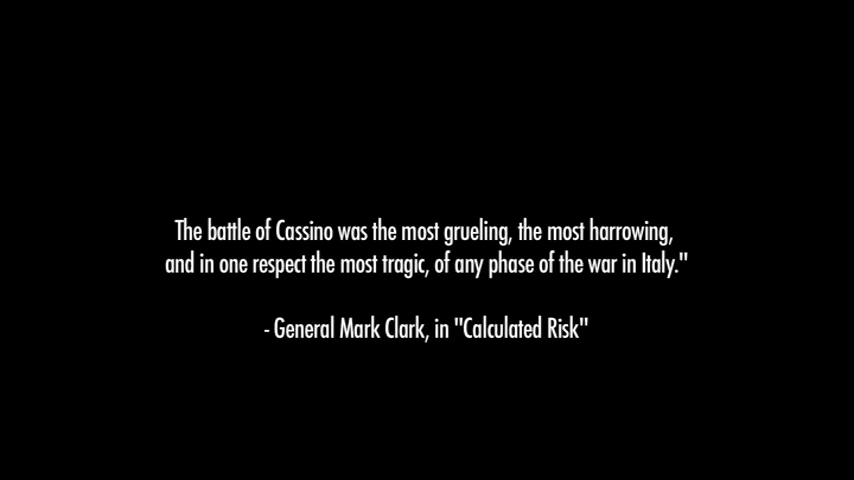 The battle of Cassino was the most grueling, the most harrowing,
and in one respect the most tragic, of any phase of the war in Italy."
- General Mark Clark, in "Calculated Risk"